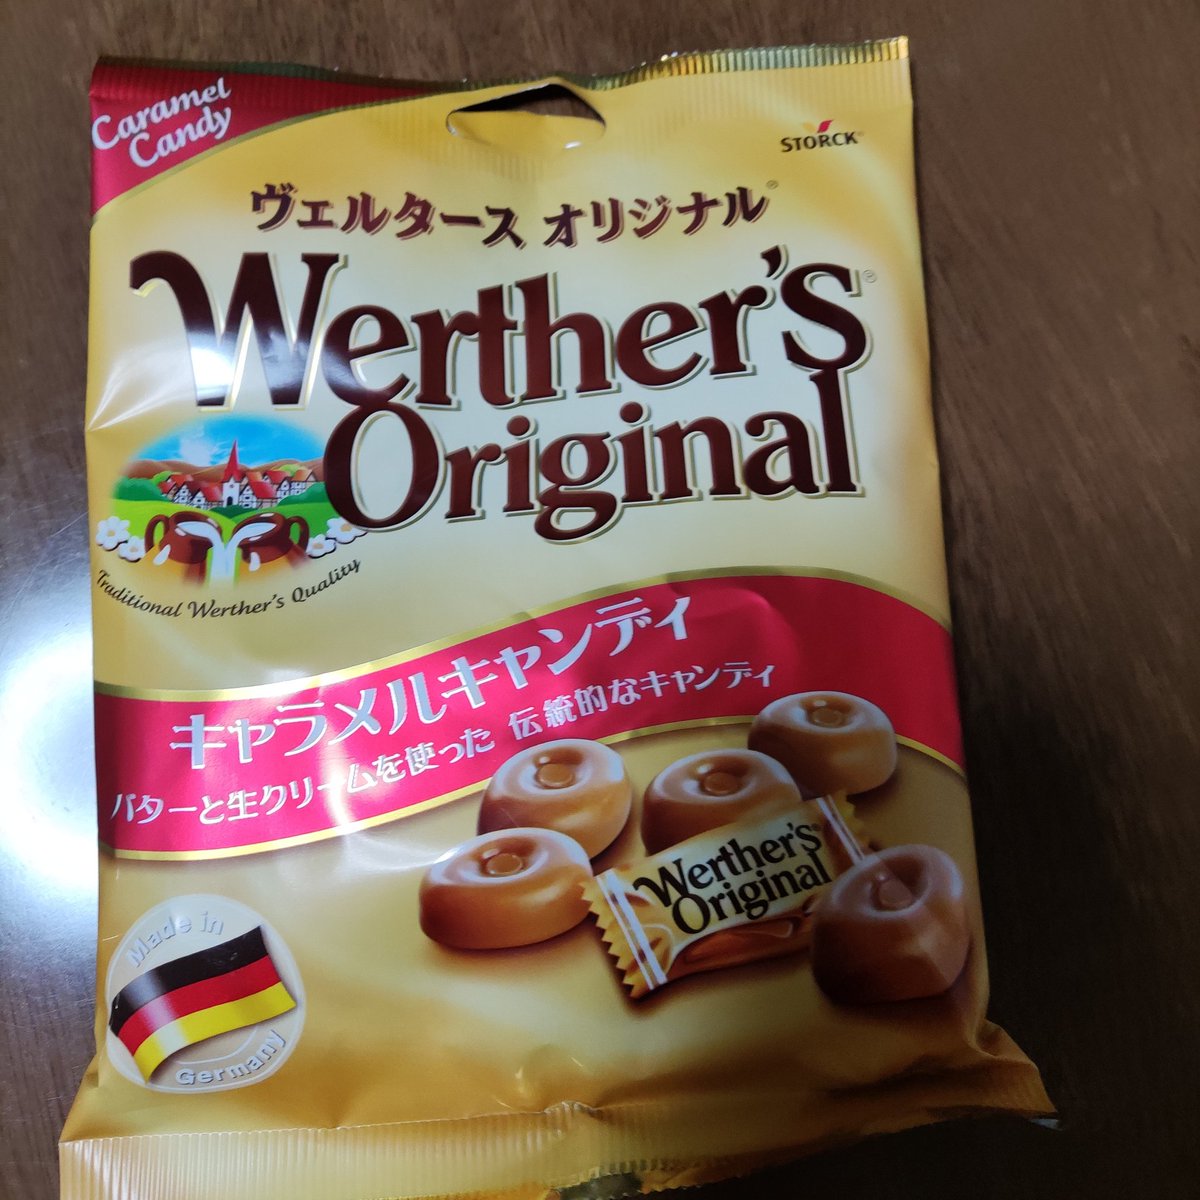 Caramel
Candy
STORCK®
ヴェルタース オリジナル®
Werther's®
Original
Traditional Werther's Quality
キャラメルキャンディ
バターと生クリームを使った 伝統的なキャンディ
Werther's®
Original
Made in
Germany